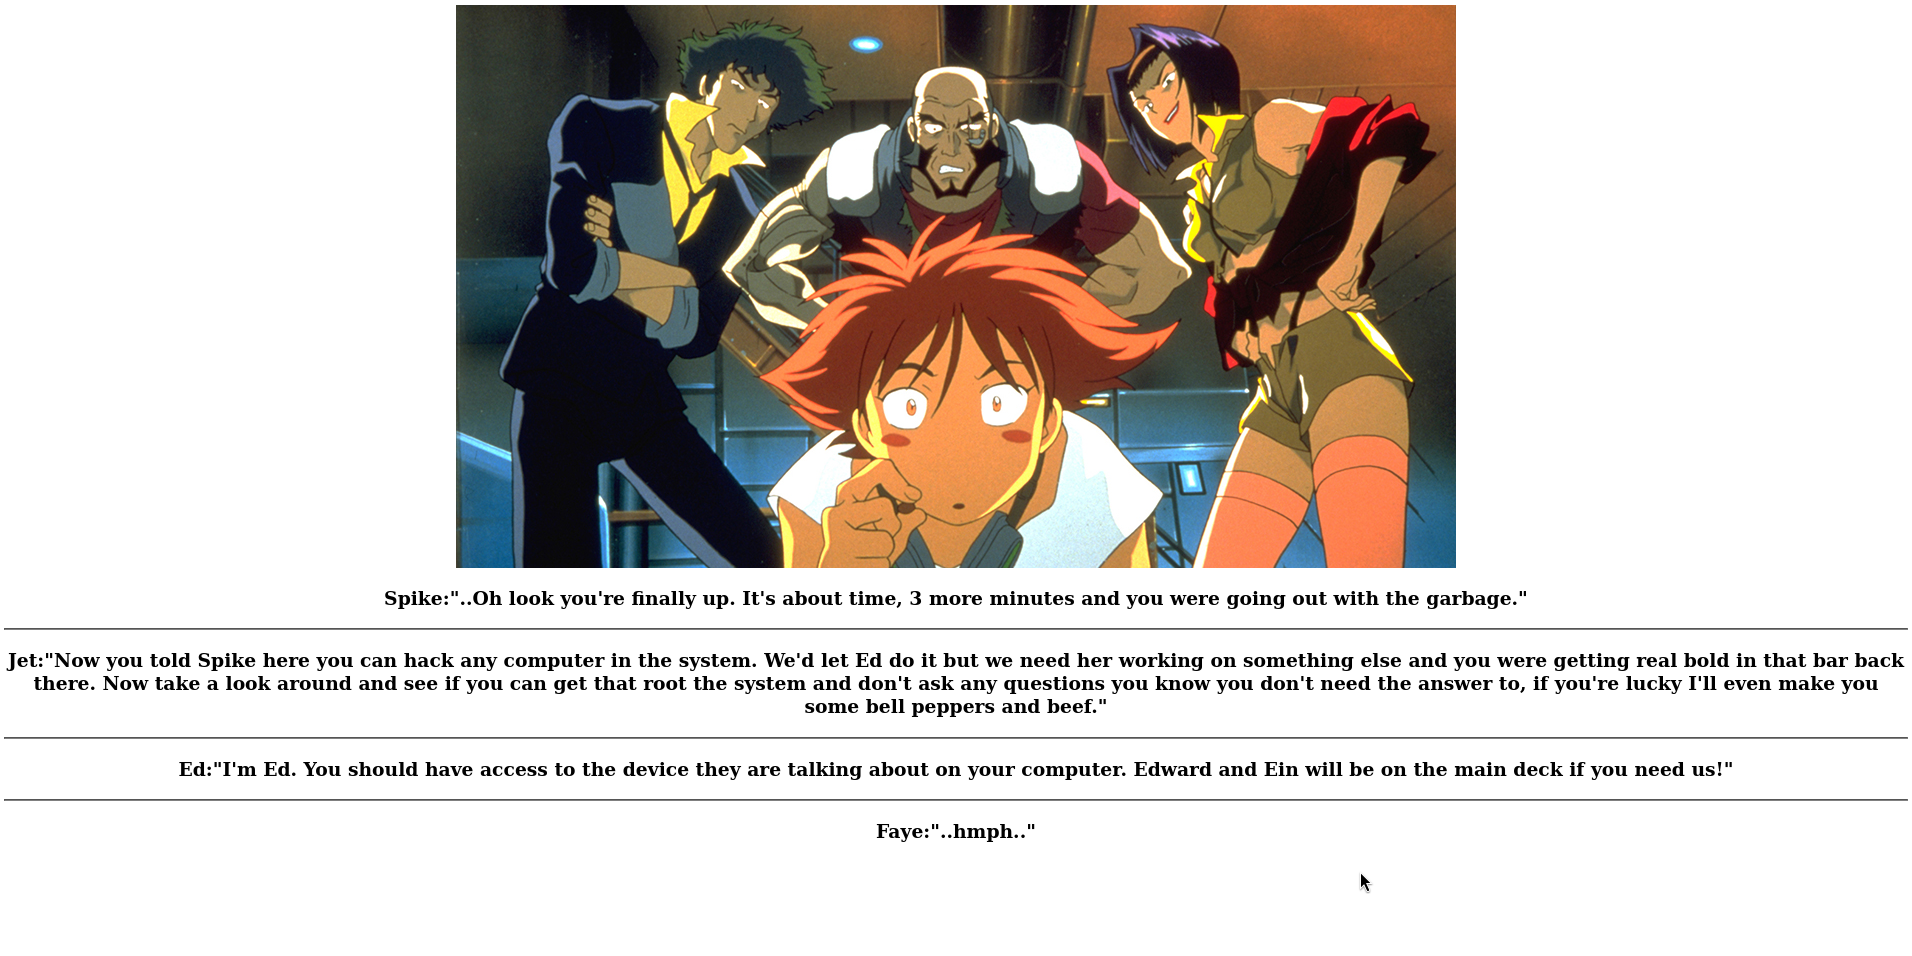 Spike:"..Oh look you're finally up. It's about time, 3 more minutes and you were going out with the garbage."
Jet:"Now you told Spike here you can hack any computer in the system. We'd let Ed do it but we need her working on something else and you were getting real bold in that bar back
there. Now take a look around and see if you can get that root the system and don't ask any questions you know you don't need the answer to, if you're lucky I'll even make you
some bell peppers and beef."
Ed:"I'm Ed. You should have access to the device they are talking about on your computer. Edward and Ein will be on the main deck if you need us!"
Faye:"..hmph.."